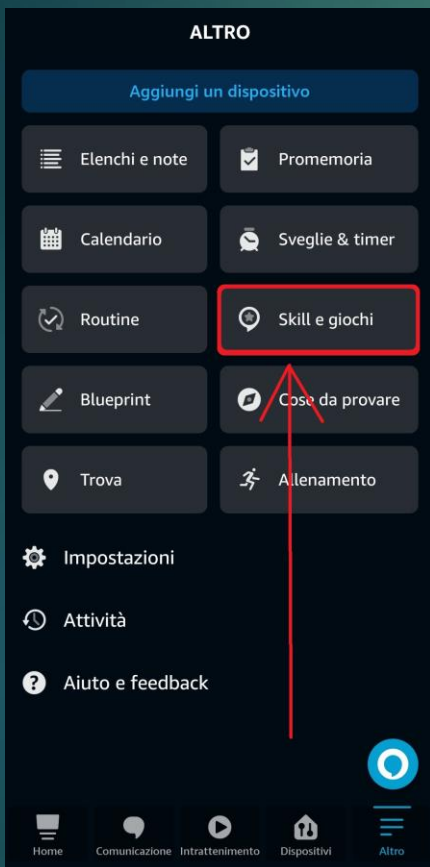 ALTRO
Aggiungi un dispositivo
Elenchi e note
Promemoria
Calendario
Sveglie & timer
Routine
Skill e giochi
Blueprint
Cose da provare
Trova
Allenamento
Impostazioni
Attività
Aiuto e feedback
Home
Comunicazione
Intrattenimento
Dispositivi
Altro